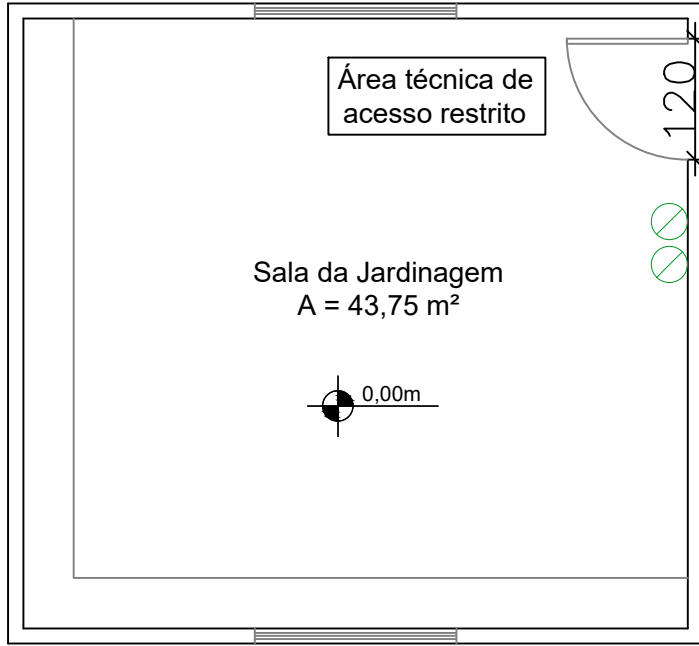 Área técnica de
acesso restrito
120
Sala da Jardinagem
A = 43,75 m²
0,00m